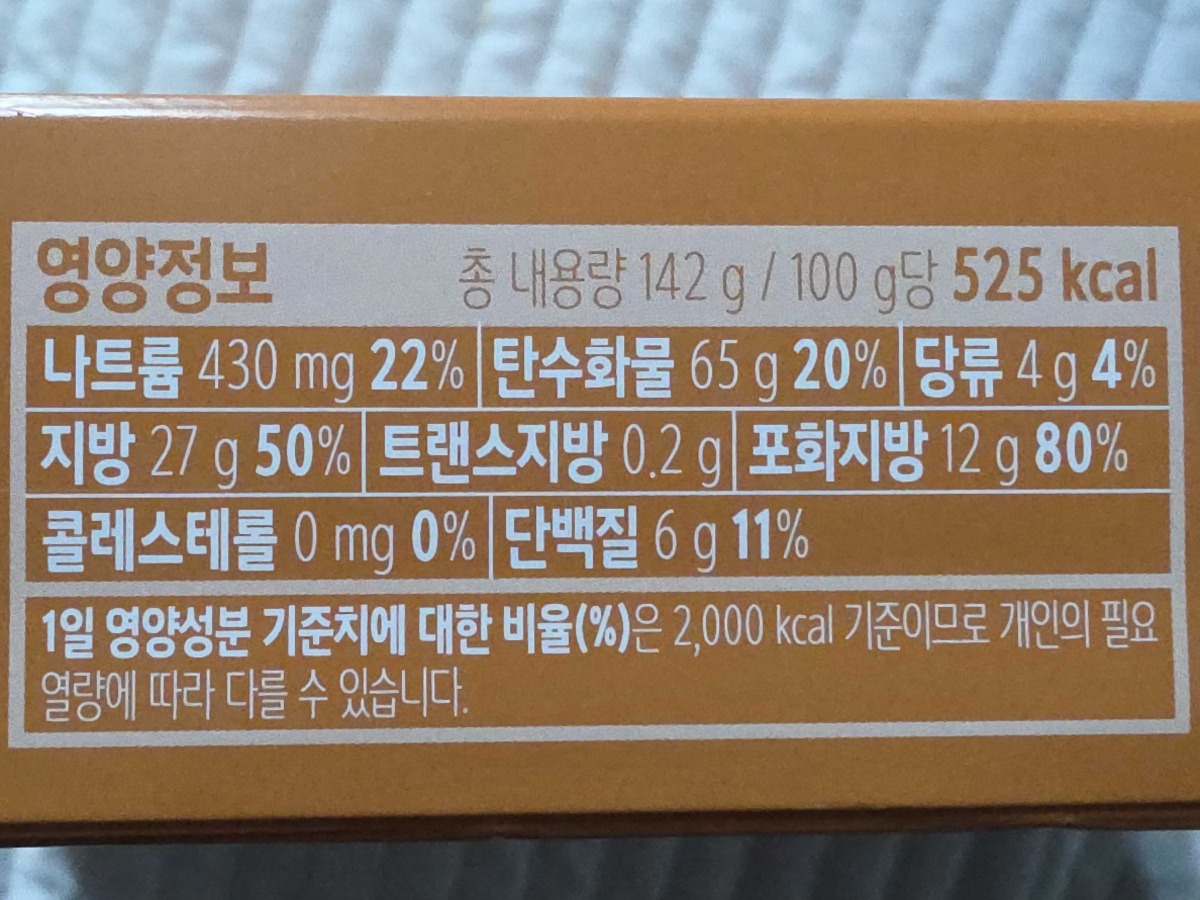 영양정보 총 내용량 142 g / 100 g당 525 kcal
나트륨 430 mg 22% 탄수화물 65 g 20% 당류 4 g 4%
지방 27 g 50% 트랜스지방 0.2 g 포화지방 12 g 80%
콜레스테롤 0 mg 0% 단백질 6 g 11%
1일 영양성분 기준치에 대한 비율(%)은 2,000 kcal 기준이므로 개인의 필요
열량에 따라 다를 수 있습니다.